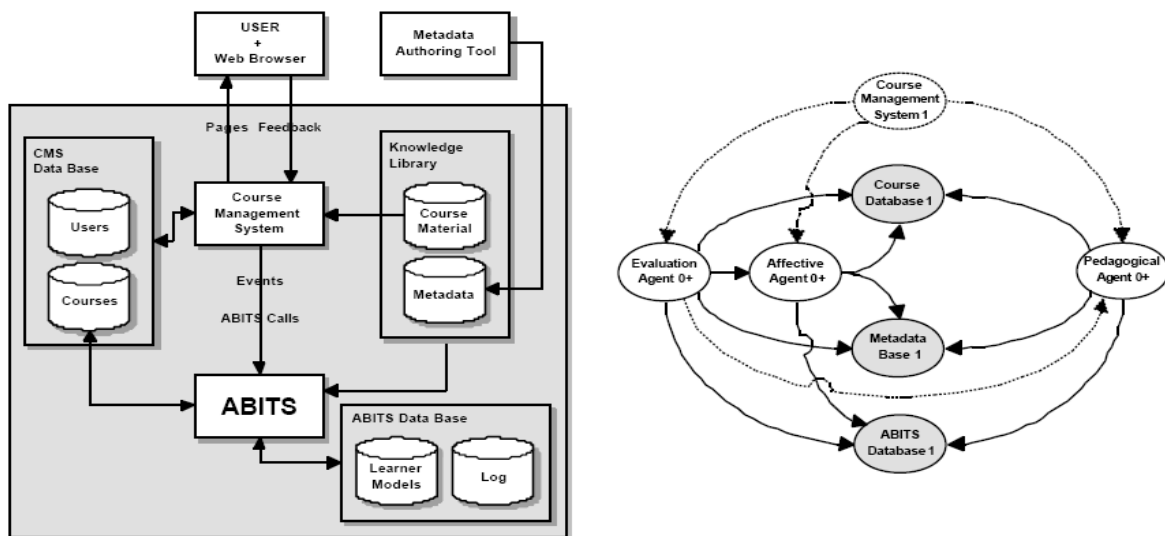 USER
+
Web Browser
Metadata
Authoring Tool
Pages Feedback
CMS
Data Base
Users
Courses
Course
Management
System
Knowledge
Library
Course
Material
Metadata
Events
ABITS Calls
ABITS
ABITS Data Base
Learner
Models
Log
Course
Management
System 1
Course
Database 1
Evaluation
Agent 0+
Affective
Agent 0+
Pedagogical
Agent 0+
Metadata
Base 1
ABITS
Database 1